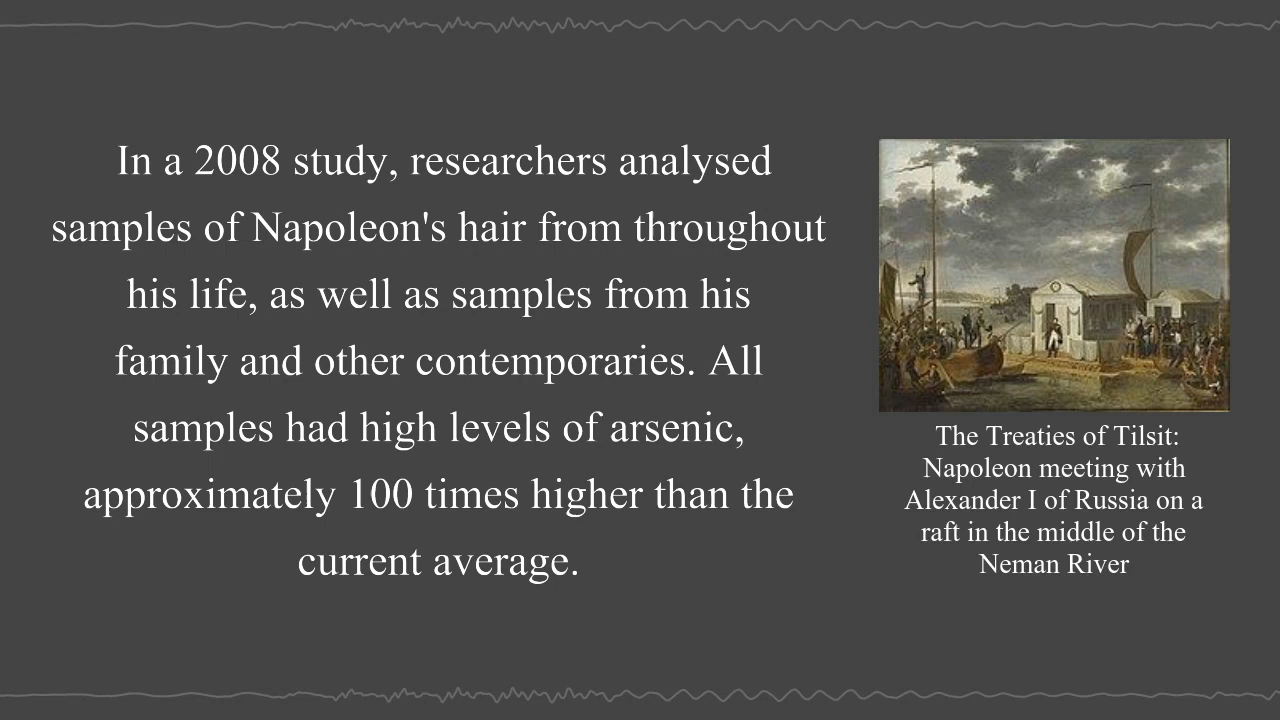 In a 2008 study, researchers analysed
samples of Napoleon's hair from throughout
his life, as well as samples from his
family and other contemporaries. All
samples had high levels of arsenic,
approximately 100 times higher than the
current average.
The Treaties of Tilsit:
Napoleon meeting with
Alexander I of Russia on a
raft in the middle of the
Neman River